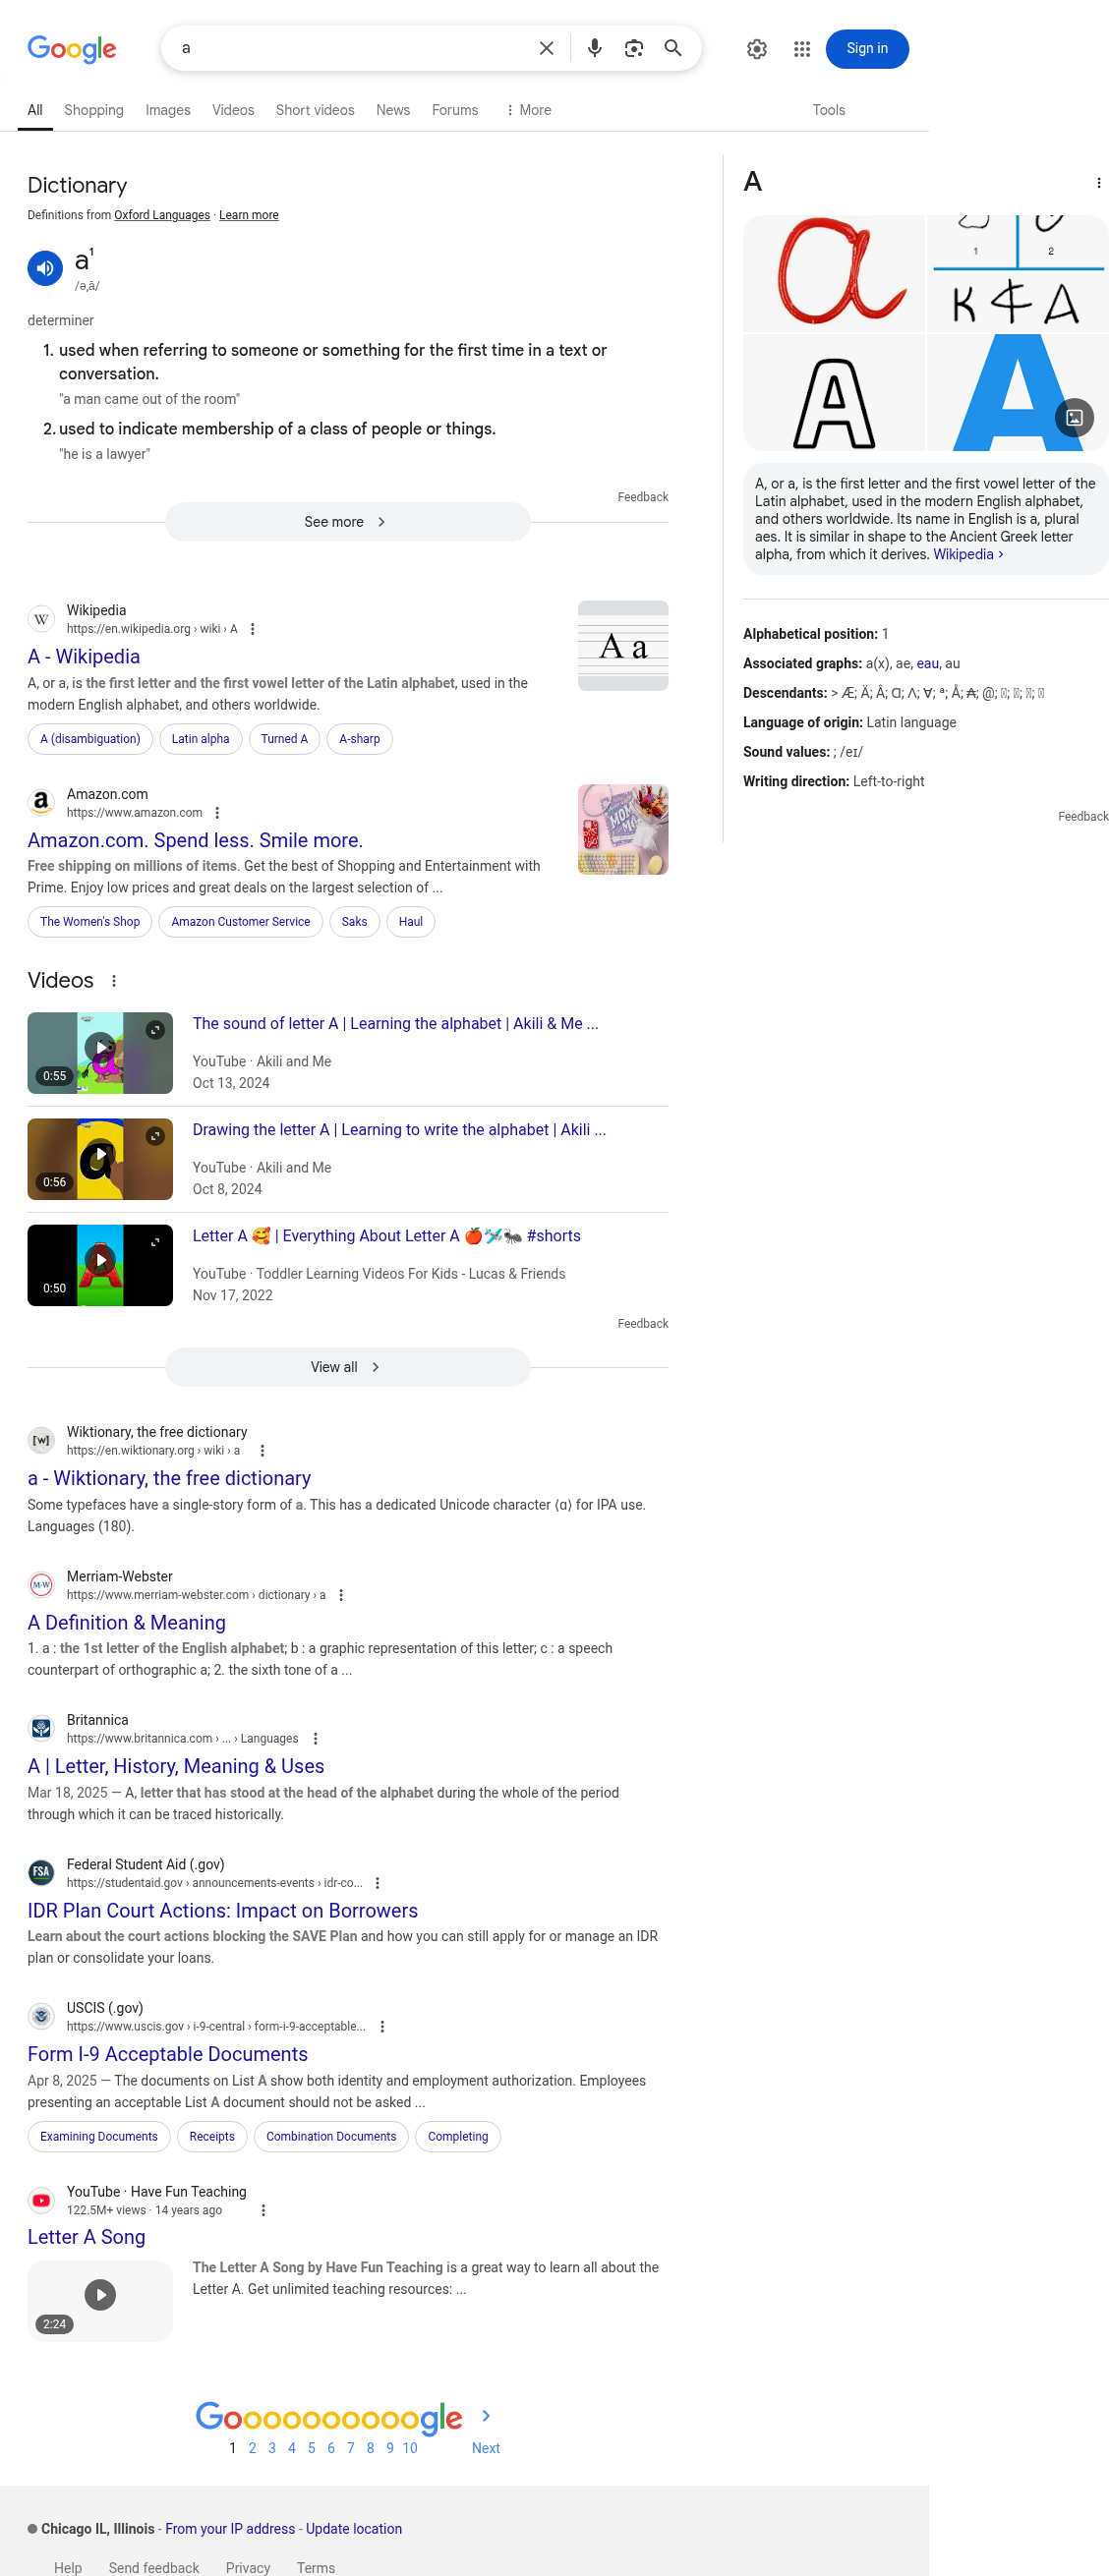 Google
a
Sign in
All Shopping Images Videos Short videos News Forums More Tools
Dictionary
Definitions from Oxford Languages · Learn more
a¹
/ə,ā/
determiner
1. used when referring to someone or something for the first time in a text or
conversation.
"a man came out of the room"
2. used to indicate membership of a class of people or things.
"he is a lawyer"
Feedback
See more
Wikipedia
https://en.wikipedia.org › wiki › A
A - Wikipedia
A, or a, is the first letter and the first vowel letter of the Latin alphabet, used in the
modern English alphabet, and others worldwide.
A a
A (disambiguation) Latin alpha Turned A A-sharp
Amazon.com
https://www.amazon.com
Amazon.com. Spend less. Smile more.
Free shipping on millions of items. Get the best of Shopping and Entertainment with
Prime. Enjoy low prices and great deals on the largest selection of ...
The Women's Shop Amazon Customer Service Saks Haul
Videos
The sound of letter A | Learning the alphabet | Akili & Me ...
YouTube · Akili and Me
Oct 13, 2024
0:55
Drawing the letter A | Learning to write the alphabet | Akili ...
YouTube · Akili and Me
Oct 8, 2024
a
0:56
Letter A 🥰 | Everything About Letter A 🍎🛩️🐜 #shorts
YouTube · Toddler Learning Videos For Kids - Lucas & Friends
Nov 17, 2022
A
0:50
Feedback
View all
Wiktionary, the free dictionary
https://en.wiktionary.org › wiki › a
[w]
a - Wiktionary, the free dictionary
Some typefaces have a single-story form of a. This has a dedicated Unicode character ⟨ɑ⟩ for IPA use.
Languages (180).
Merriam-Webster
https://www.merriam-webster.com › dictionary › a
M-W
A Definition & Meaning
1. a : the 1st letter of the English alphabet; b : a graphic representation of this letter; c : a speech
counterpart of orthographic a; 2. the sixth tone of a ...
Britannica
https://www.britannica.com › ... › Languages
A | Letter, History, Meaning & Uses
Mar 18, 2025 — A, letter that has stood at the head of the alphabet during the whole of the period
through which it can be traced historically.
Federal Student Aid (.gov)
https://studentaid.gov › announcements-events › idr-co...
FSA
IDR Plan Court Actions: Impact on Borrowers
Learn about the court actions blocking the SAVE Plan and how you can still apply for or manage an IDR
plan or consolidate your loans.
USCIS (.gov)
https://www.uscis.gov › i-9-central › form-i-9-acceptable...
Form I-9 Acceptable Documents
Apr 8, 2025 — The documents on List A show both identity and employment authorization. Employees
presenting an acceptable List A document should not be asked ...
Examining Documents Receipts Combination Documents Completing
YouTube · Have Fun Teaching
122.5M+ views · 14 years ago
Letter A Song
The Letter A Song by Have Fun Teaching is a great way to learn all about the
Letter A. Get unlimited teaching resources: ...
2:24
Goooooooooogle
1 2 3 4 5 6 7 8 9 10 Next
Chicago IL, Illinois - From your IP address - Update location
Help Send feedback Privacy Terms
A
a
1 2
A
A
A, or a, is the first letter and the first vowel letter of the
Latin alphabet, used in the modern English alphabet,
and others worldwide. Its name in English is a, plural
aes. It is similar in shape to the Ancient Greek letter
alpha, from which it derives. Wikipedia
Alphabetical position: 1
Associated graphs: a(x), ae, eau, au
Descendants: > Æ; Ä; Â; Ɑ; Λ; Ɐ; ª; Å; ₳; @;
Language of origin: Latin language
Sound values: ; /eɪ/
Writing direction: Left-to-right
Feedback